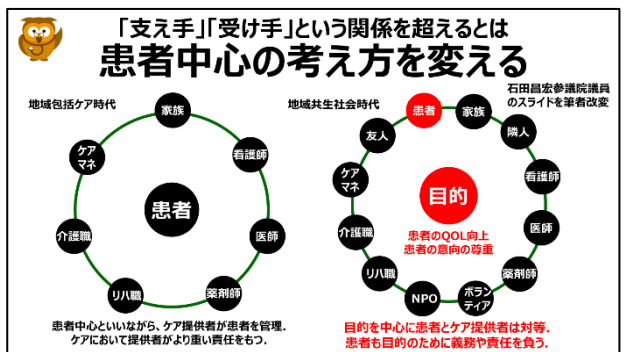 「支え手」「受け手」という関係を超えるとは
患者中心の考え方を変える
石田昌宏参議院議員
のスライドを筆者改変
地域包括ケア時代
家族
看護師
医師
薬剤師
リハ職
介護職
ケア
マネ
患者
患者中心といいながら、ケア提供者が患者を管理.
ケアにおいて提供者がより重い責任をもつ.
地域共生社会時代
患者
家族
隣人
看護師
医師
薬剤師
ボラン
ティア
NPO
リハ職
介護職
ケア
マネ
友人
目的
患者のQOL向上
患者の意向の尊重
目的を中心に患者とケア提供者は対等.
患者も目的のために義務や責任を負う.